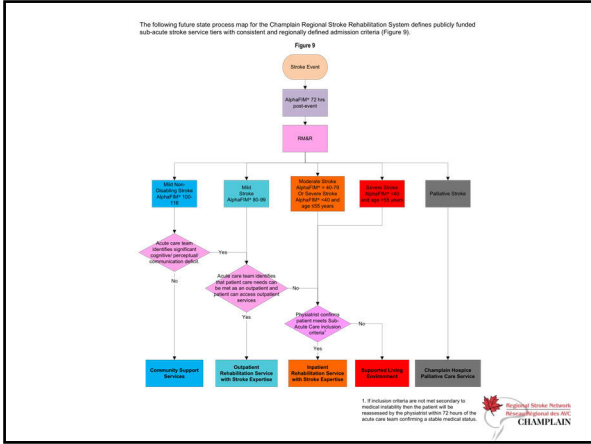 The following future state process map for the Champlain Regional Stroke Rehabilitation System defines publicly funded
sub-acute stroke service tiers with consistent and regionally defined admission criteria (Figure 9).
Figure 9
Stroke Event
AlphaFIM® 72 hrs
post-event
RM&R
Mild Non-
Disabling Stroke
AlphaFIM® 100-
118
Mild
Stroke
AlphaFIM® 80-99
Moderate Stroke
AlphaFIM® = 40-79
Or Severe Stroke
AlphaFIM® <40 and
age ≤55 years
Severe Stroke
AlphaFIM® <40
and age >55 years
Palliative Stroke
Acute care team
identifies significant
cognitive/ perceptual/
communication deficit.
Yes
No
Acute care team identifies
that patient care needs can
be met as an outpatient and
patient can access outpatient
services
No
Yes
Physiatrist confirms
patient meets Sub-
Acute Care inclusion
criteria¹
No
Yes
Community Support
Services
Outpatient
Rehabilitation Service
with Stroke Expertise
Inpatient
Rehabilitation Service
with Stroke Expertise
Supported Living
Environment
Champlain Hospice
Palliative Care Service
1. If inclusion criteria are not met secondary to
medical instability then the patient will be
reassessed by the physiatrist within 72 hours of the
acute care team confirming a stable medical status.
Regional Stroke Network
Réseau Régional des AVC
CHAMPLAIN